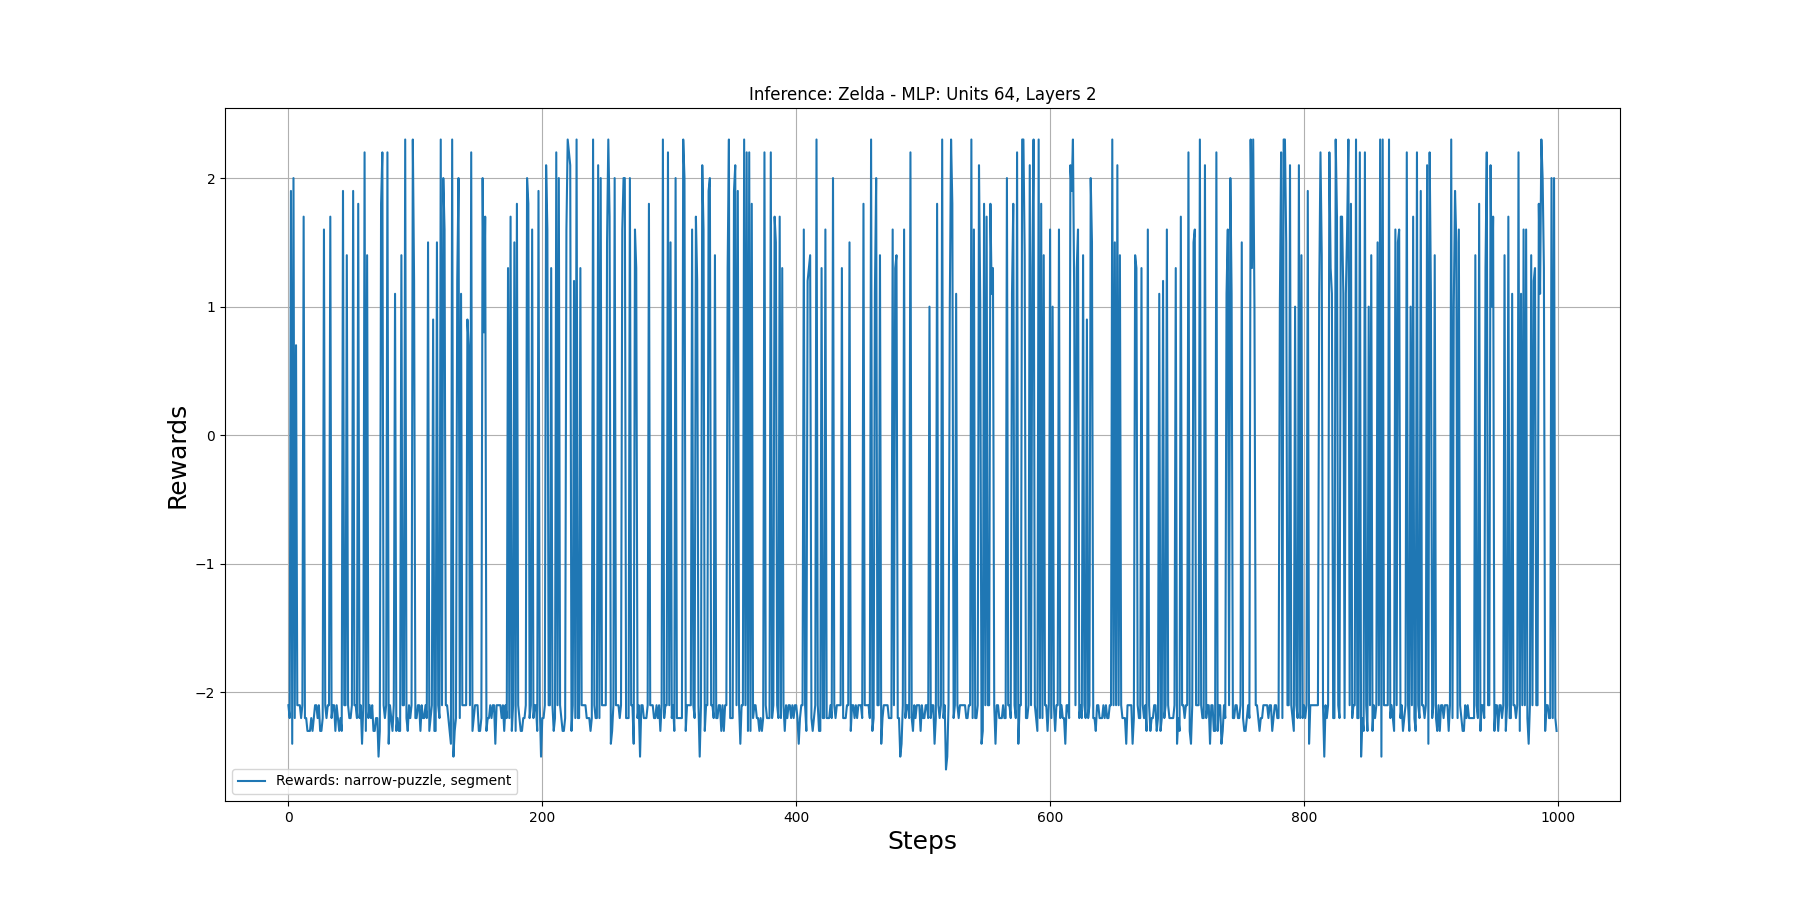 Inference: Zelda - MLP: Units 64, Layers 2
Rewards
2
1
0
−1
−2
Rewards: narrow-puzzle, segment
0 200 400 600 800 1000
Steps